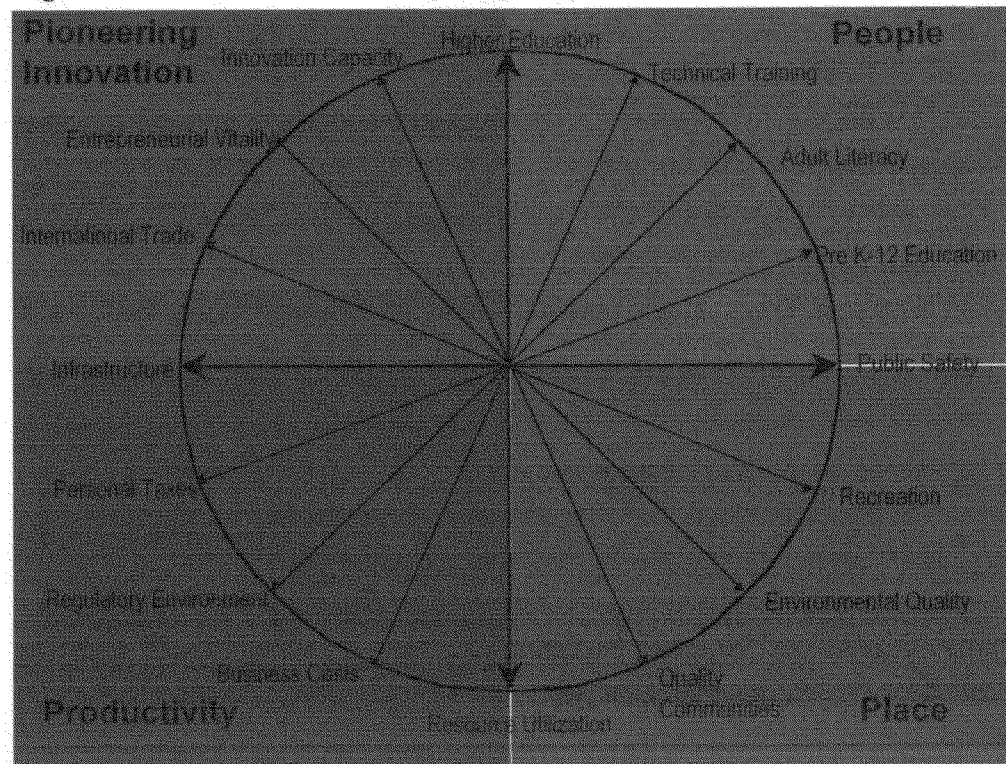 Pioneering
Innovation
Innovation Capacity
Higher Education
People
Technical Training
Entrepreneurial Vitality
Adult Literacy
International Trade
Pre K-12 Education
Infrastructure
Public Safety
Personal Taxes
Recreation
Regulatory Environment
Environmental Quality
Business Costs
Quality
Communities
Productivity
Resource Utilization
Place